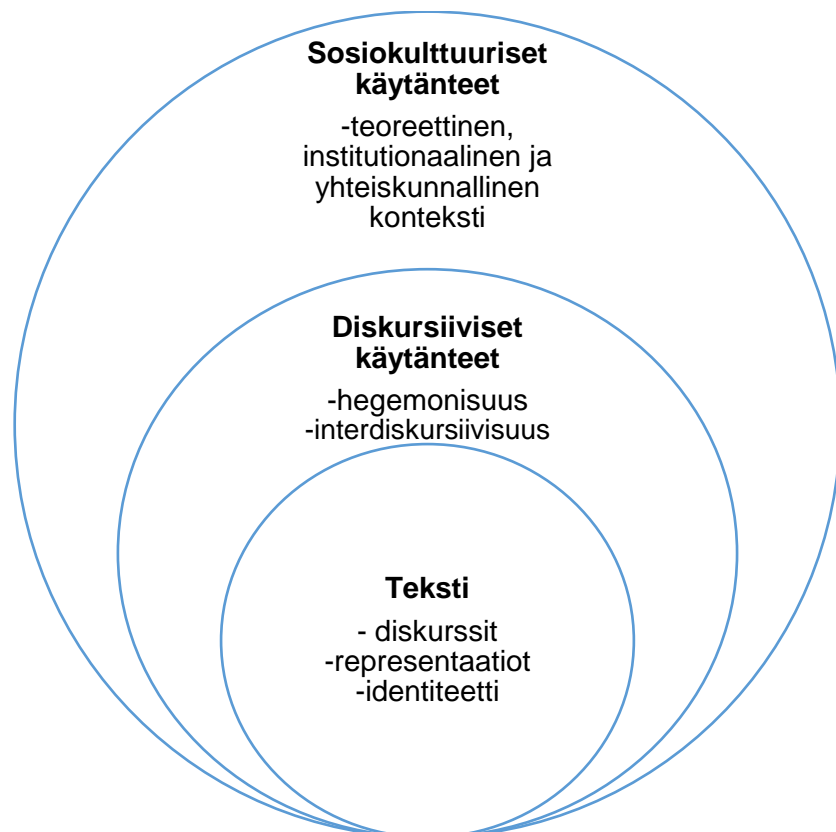 Sosiokulttuuriset
käytänteet
-teoreettinen,
institutionaalinen ja
yhteiskunnallinen
konteksti
Diskursiiviset
käytänteet
-hegemonisuus
-interdiskursiivisuus
Teksti
- diskurssit
-representaatiot
-identiteetti